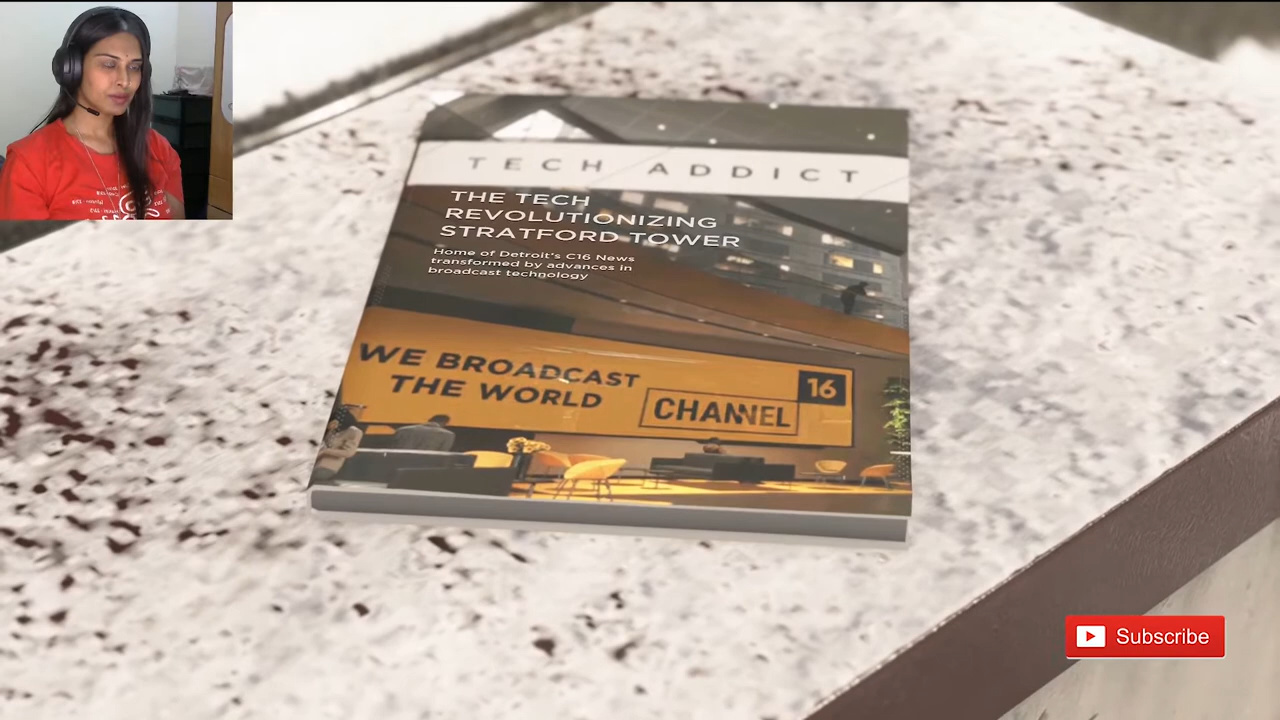 TECH ADDICT
THE TECH
REVOLUTIONIZING
STRATFORD TOWER
Home of Detroit's C16 News
transformed by advances in
broadcast technology
WE BROADCAST
THE WORLD
16
CHANNEL
Subscribe